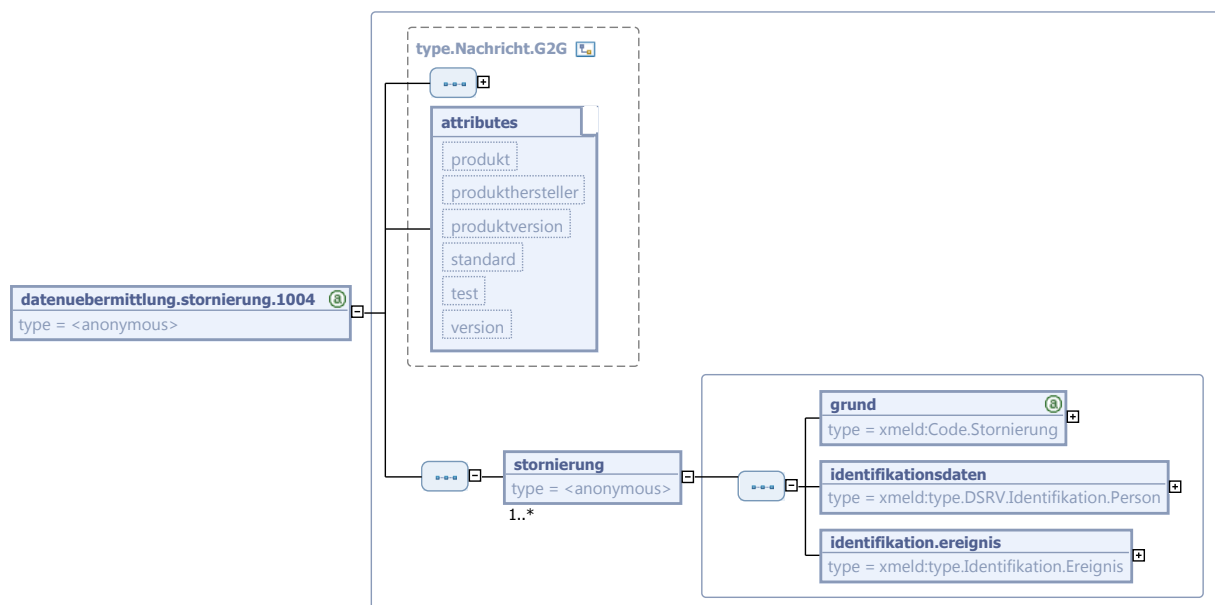 type.Nachricht.G2G
attributes
produkt
produkthersteller
produktversion
standard
test
version
datenuebermittlung.stornierung.1004
type = <anonymous>
stornierung
type = <anonymous>
1..*
grund
type = xmeld:Code.Stornierung
identifikationsdaten
type = xmeld:type.DSRV.Identifikation.Person
identifikation.ereignis
type = xmeld:type.Identifikation.Ereignis